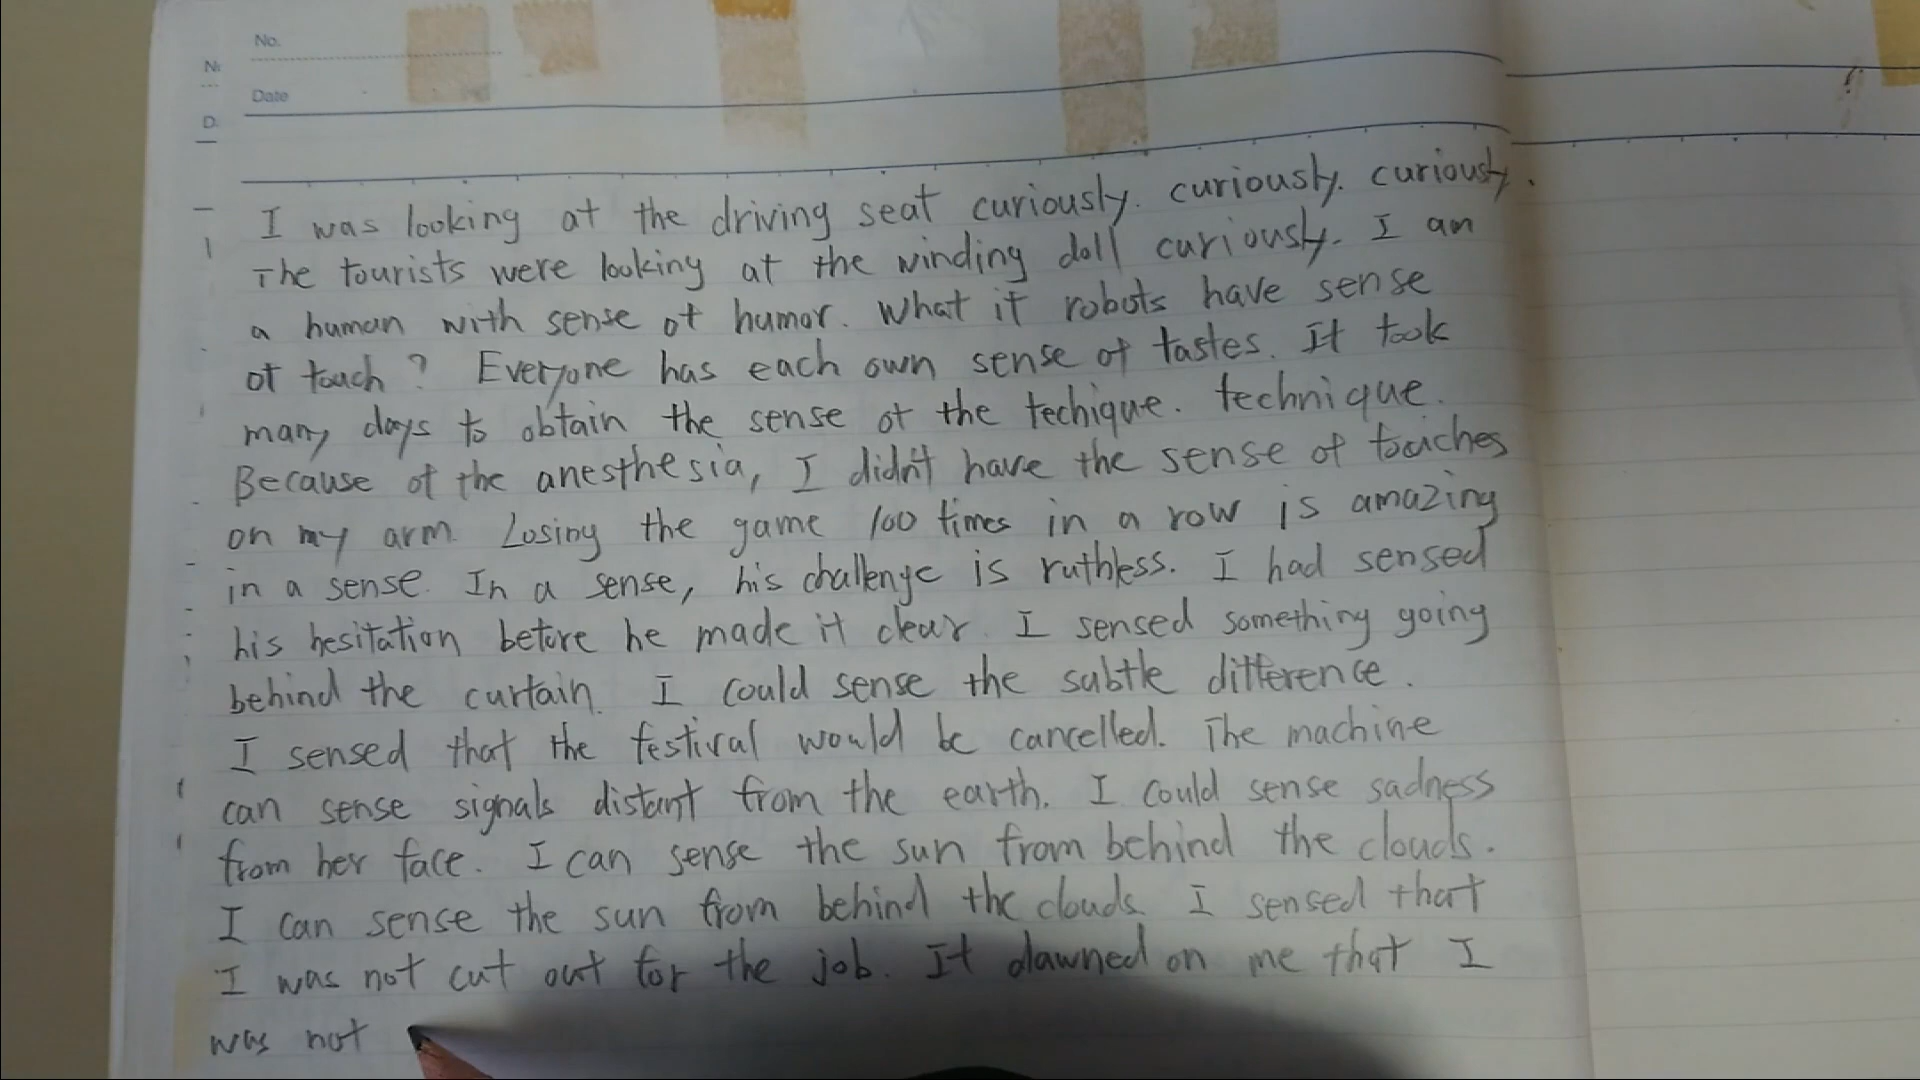 No.
N:
Date
D.
I was looking at the driving seat curiously. curiously. curiously.
The tourists were looking at the winding doll curiously. I am
a human with sense of humor. What if robots have sense
of touch? Everyone has each own sense of tastes. It took
many days to obtain the sense of the techique. technique.
Because of the anesthesia, I didn't have the sense of touches
on my arm. Losing the game 100 times in a row is amazing
in a sense. In a sense, his challenge is ruthless. I had sensed
his hesitation before he made it clear. I sensed something going
behind the curtain. I could sense the subtle difference.
I sensed that the festival would be cancelled. The machine
can sense signals distant from the earth. I could sense sadness
from her face. I can sense the sun from behind the clouds.
I can sense the sun from behind the clouds. I sensed that
I was not cut out for the job. It dawned on me that I
was not